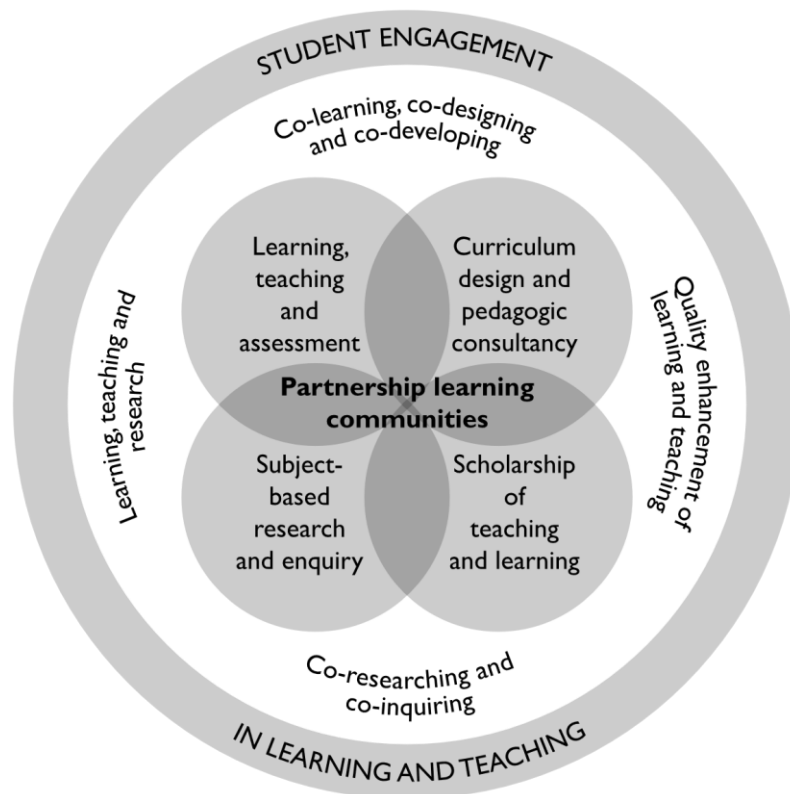 STUDENT ENGAGEMENT
Co-learning, co-designing
and co-developing
Learning,
teaching
and
assessment
Curriculum
design and
pedagogic
consultancy
Learning, teaching and
research
Quality enhancement of
learning and teaching
Partnership learning
communities
Subject-
based
research
and enquiry
Scholarship
of
teaching
and learning
Co-researching and
co-inquiring
IN LEARNING AND TEACHING